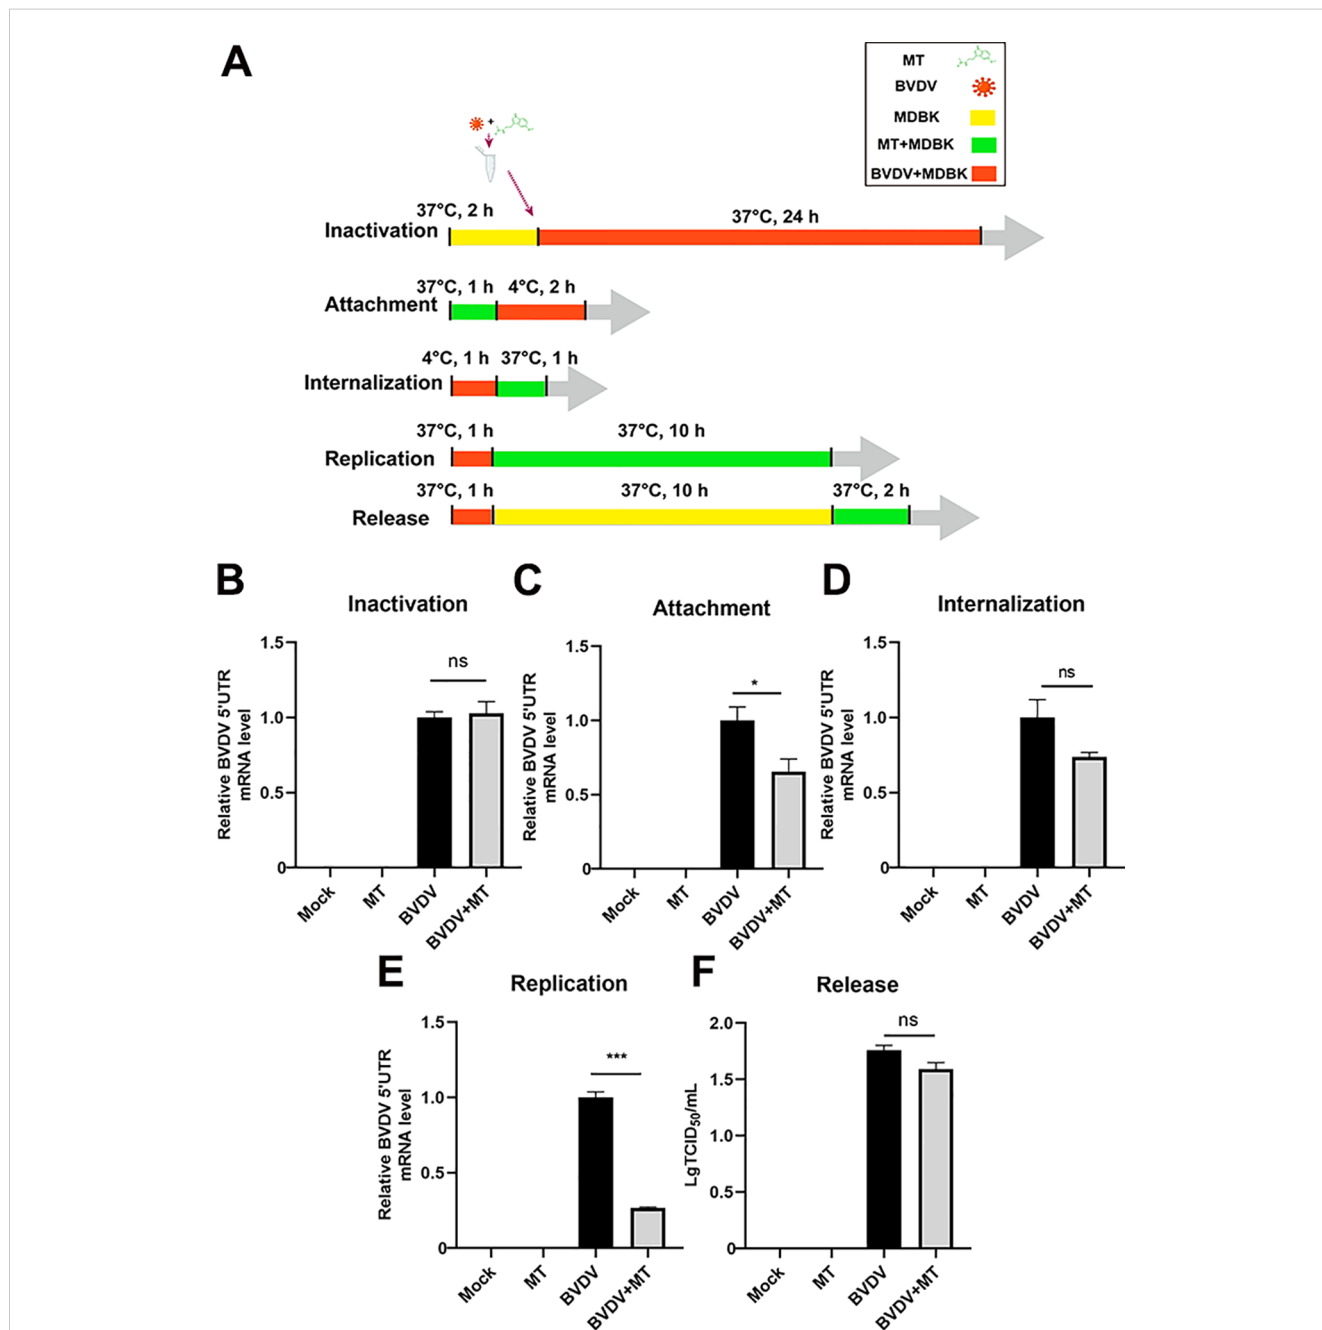 A
MT
BVDV
MDBK
MT+MDBK
BVDV+MDBK
+
37°C, 2 h
37°C, 24 h
Inactivation
37°C, 1 h 4°C, 2 h
Attachment
4°C, 1 h 37°C, 1 h
Internalization
37°C, 1 h 37°C, 10 h
Replication
37°C, 1 h 37°C, 10 h 37°C, 2 h
Release
B
Inactivation
Relative BVDV 5'UTR
mRNA level
1.5
1.0
0.5
0
ns
Mock
MT
BVDV
BVDV+MT
C
Attachment
Relative BVDV 5'UTR
mRNA level
1.5
1.0
0.5
0
*
Mock
MT
BVDV
BVDV+MT
D
Internalization
Relative BVDV 5'UTR
mRNA level
1.5
1.0
0.5
0
ns
Mock
MT
BVDV
BVDV+MT
E
Replication
Relative BVDV 5'UTR
mRNA level
1.5
1.0
0.5
0
***
Mock
MT
BVDV
BVDV+MT
F
Release
LgTCID50/mL
2.0
1.5
1.0
0.5
0
ns
Mock
MT
BVDV
BVDV+MT